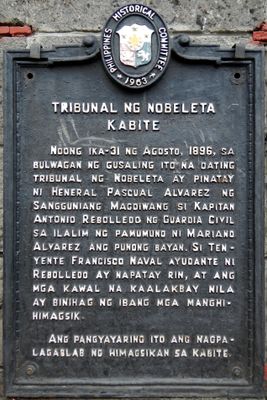 PHILIPPINES HISTORICAL COMMITTEE
1963
TRIBUNAL NG NOBELETA
KABITE
NOONG IKA-31 NG AGOSTO, 1896, SA
BULWAGAN NG GUSALING ITO NA DATING
TRIBUNAL NG NOBELETA AY PINATAY
NI HENERAL PASCUAL ALVAREZ NG
SANGGUNIANG MAGDIWANG SI KAPITAN
ANTONIO REBOLLEDO NG GUARDIA CIVIL
SA ILALIM NG PAMUMUNO NI MARIANO
ALVAREZ ANG PUNONG BAYAN. SI TEN-
YENTE FRANCISCO NAVAL AYUDANTE NI
REBOLLEDO AY NAPATAY RIN, AT ANG
MGA KAWAL NA KAALAKBAY NILA
AY BINIHAG NG IBANG MGA MANGHI-
HIMAGSIK.
ANG PANGYAYARING ITO ANG NAGPA-
LAGABLAB NG HIMAGSIKAN SA KABITE.